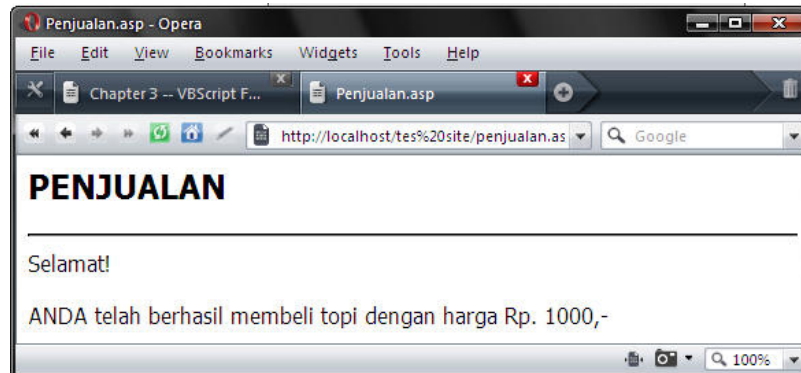 Penjualan.asp - Opera
File Edit View Bookmarks Widgets Tools Help
Chapter 3 -- VBScript F... Penjualan.asp
http://localhost/tes%20site/penjualan.as Google
PENJUALAN
Selamat!
ANDA telah berhasil membeli topi dengan harga Rp. 1000,-
100%